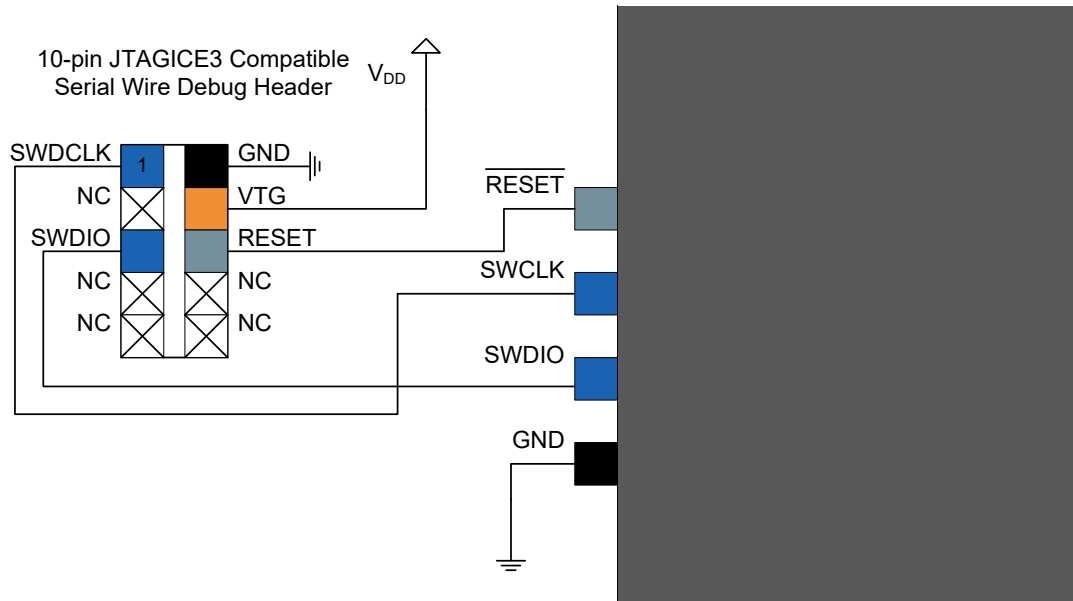 10-pin JTAGICE3 Compatible
Serial Wire Debug Header
VDD
SWDCLK
1
GND
NC
VTG
SWDIO
RESET
NC
NC
NC
NC
RESET
SWCLK
SWDIO
GND